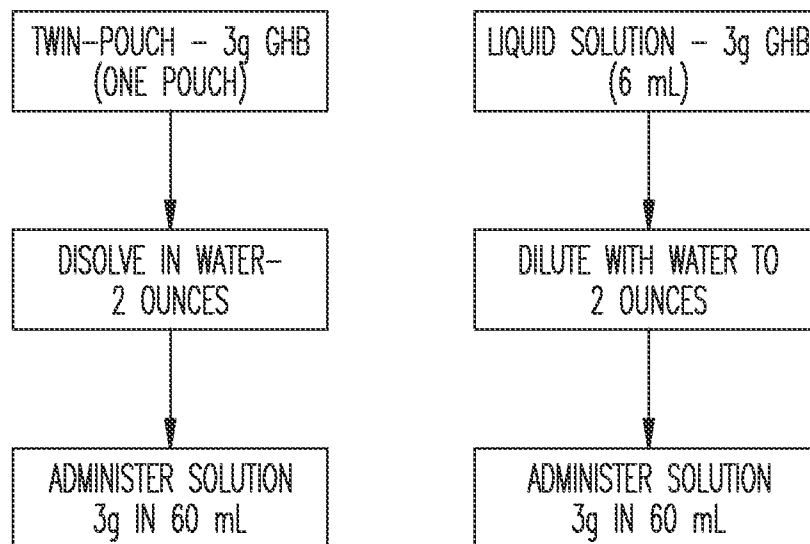 TWIN-POUCH - 3g GHB
(ONE POUCH)
DISOLVE IN WATER-
2 OUNCES
ADMINISTER SOLUTION
3g IN 60 mL
LIQUID SOLUTION - 3g GHB
(6 mL)
DILUTE WITH WATER TO
2 OUNCES
ADMINISTER SOLUTION
3g IN 60 mL